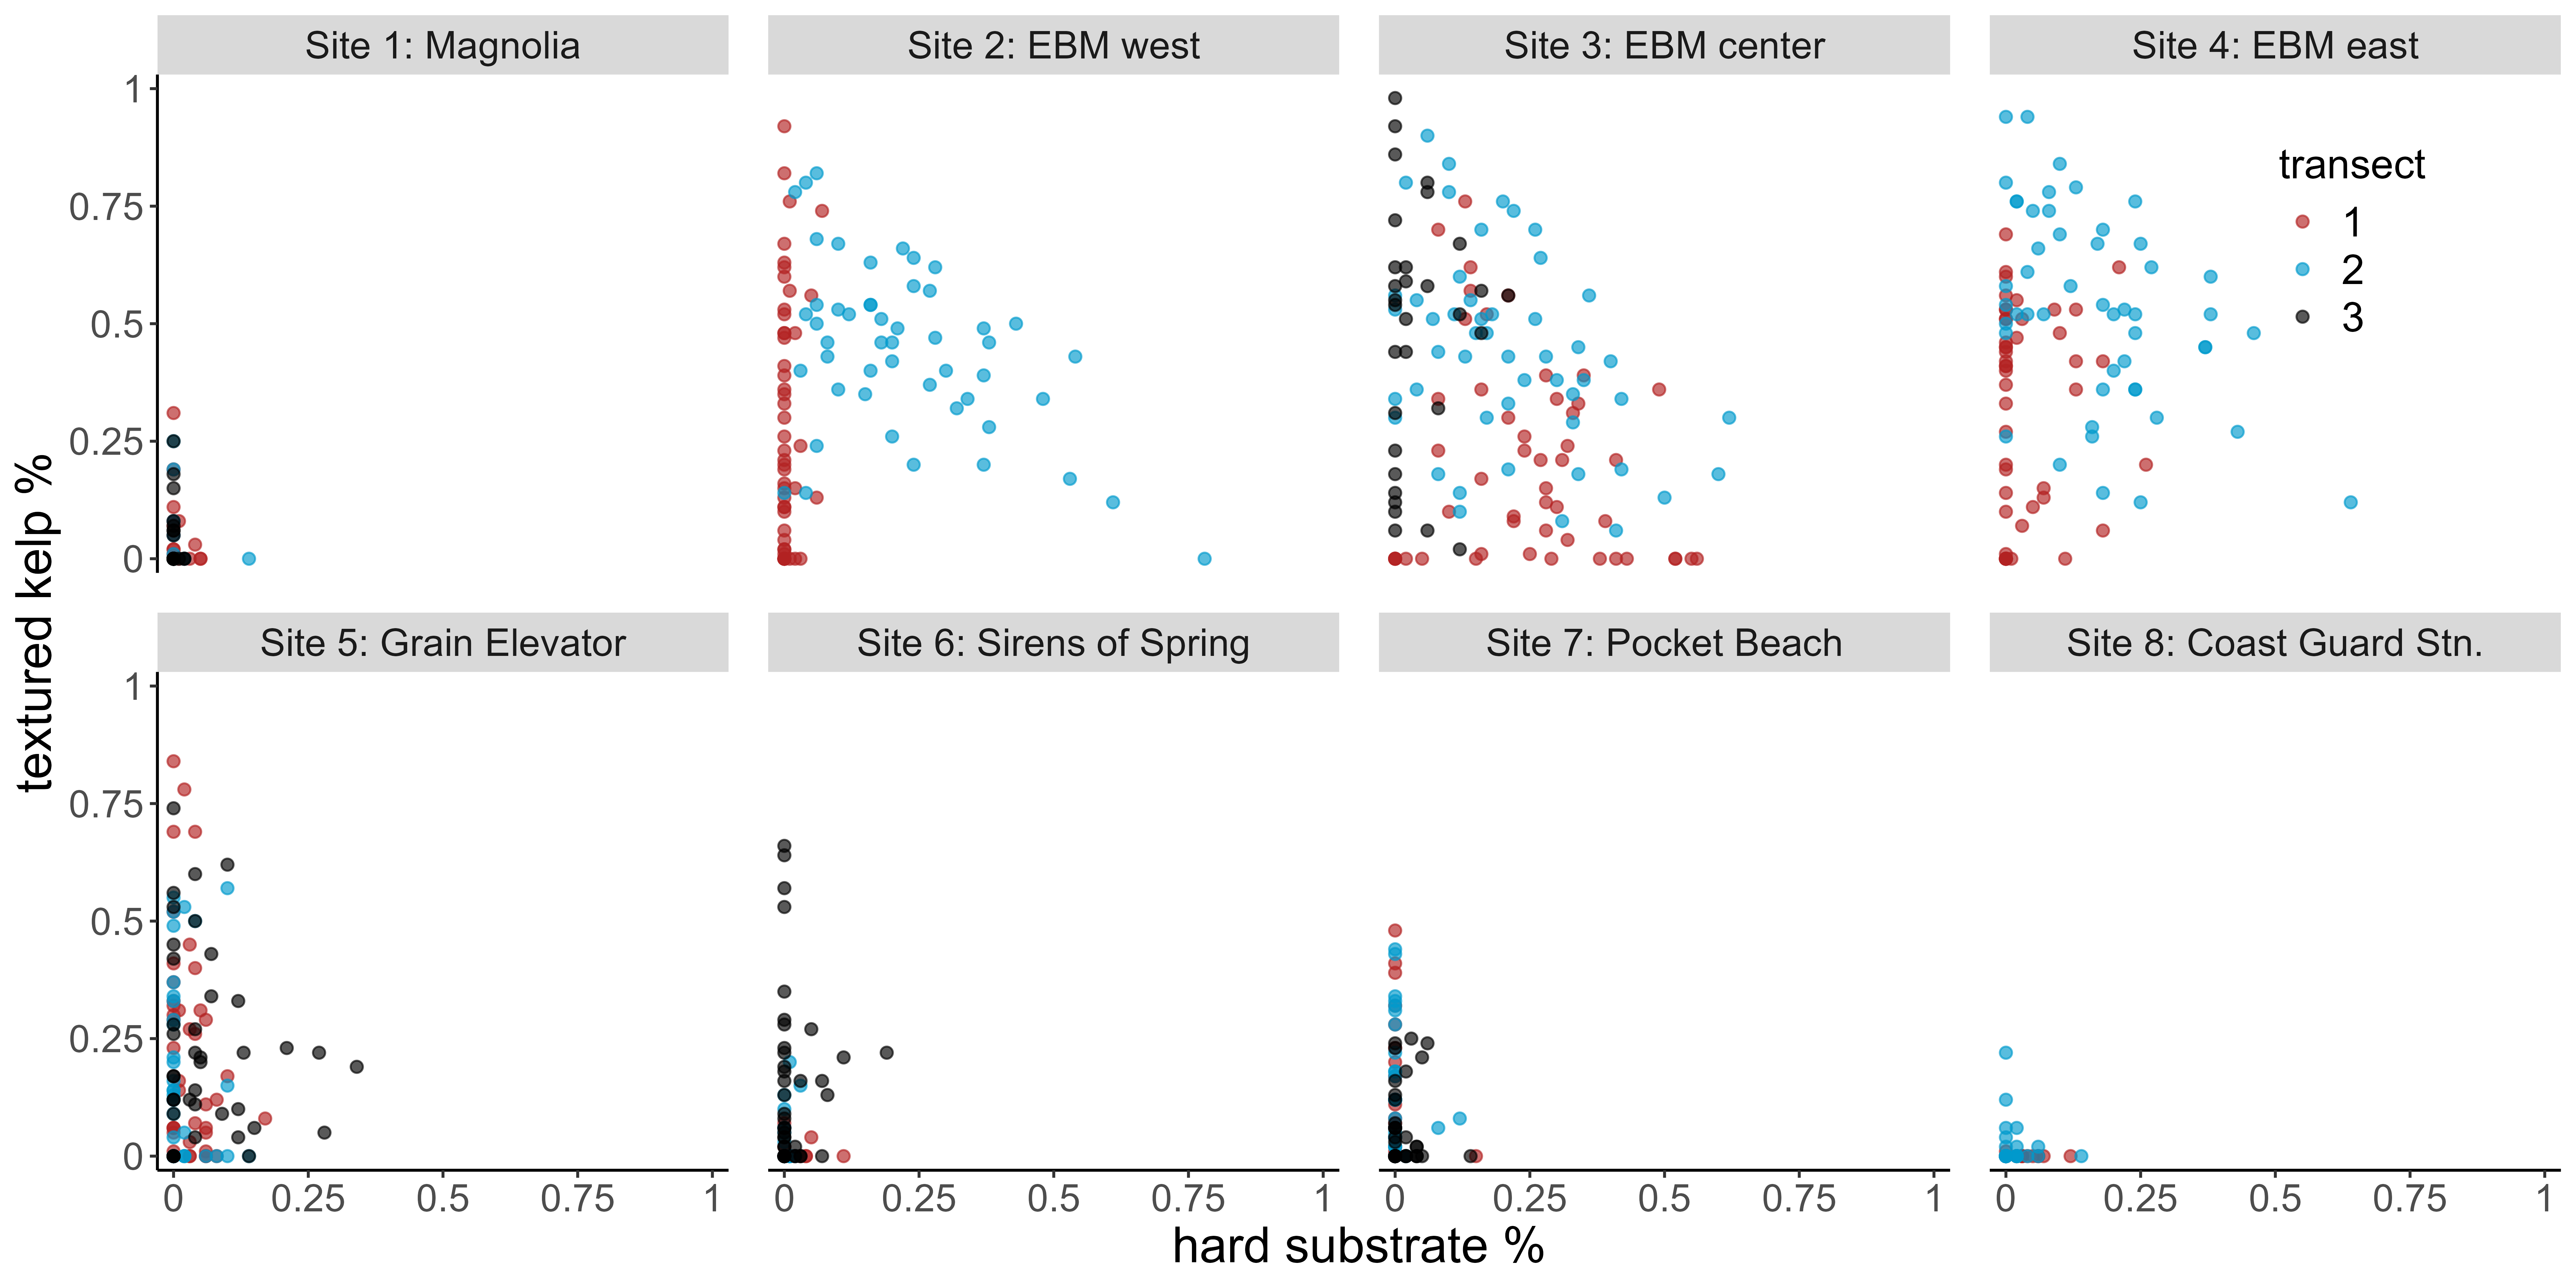 Site 1: Magnolia
Site 2: EBM west
Site 3: EBM center
Site 4: EBM east
1
0.75
0.5
0.25
0
transect
1
2
3
textured kelp %
Site 5: Grain Elevator
Site 6: Sirens of Spring
Site 7: Pocket Beach
Site 8: Coast Guard Stn.
1
0.75
0.5
0.25
0
0 0.25 0.5 0.75 1
0 0.25 0.5 0.75 1
0 0.25 0.5 0.75 1
0 0.25 0.5 0.75 1
hard substrate %